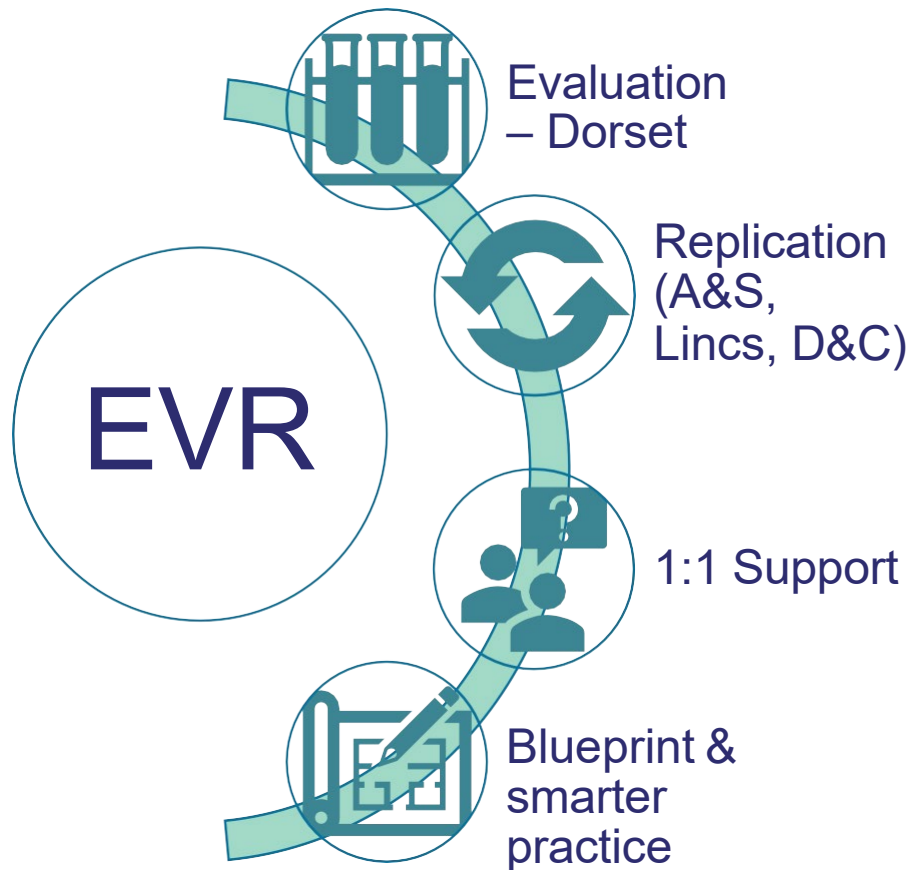 Evaluation
– Dorset
Replication
(A&S,
Lincs, D&C)
EVR
?
1:1 Support
Blueprint &
smarter
practice